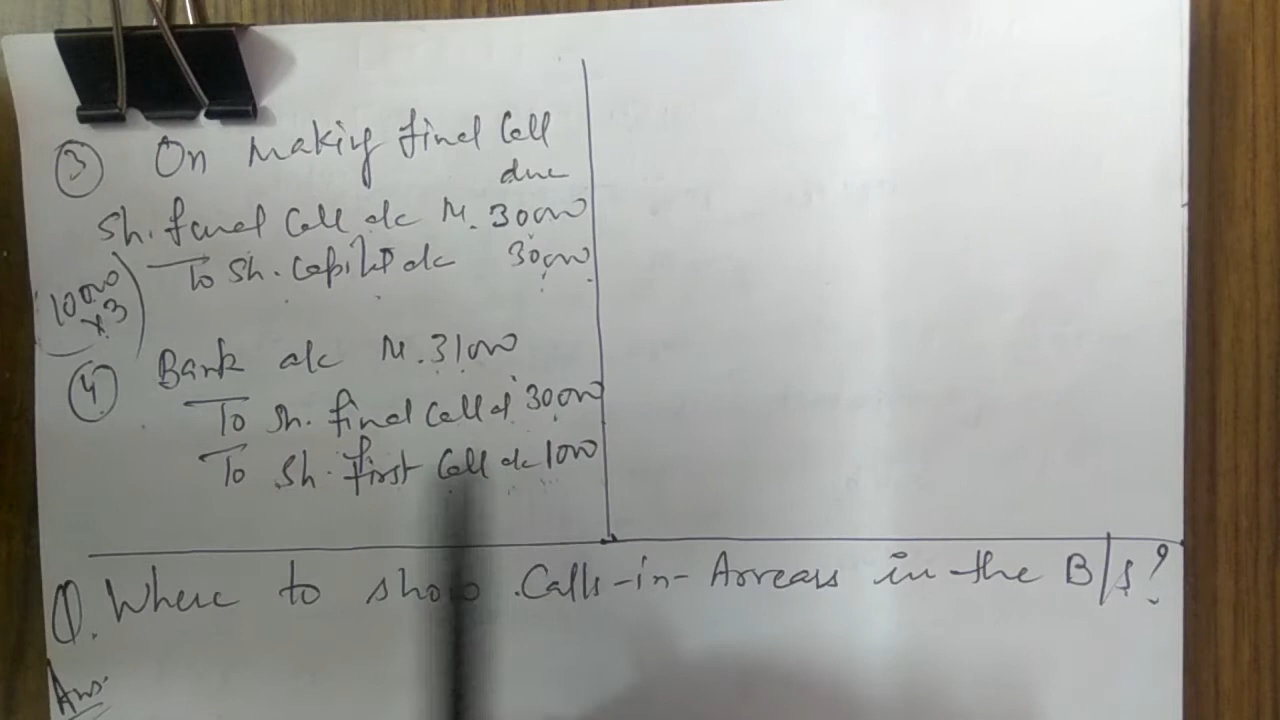 ③ On Making final Call
due
Sh. final Call a/c Dr. 30000
To Sh. Capital a/c 30000
(10000
×3)
④ Bank a/c Dr. 31000
To Sh. final Call a/c 30000
To Sh. first Call a/c 1000
Q. Where to show Calls-in-Arrears in the B/S?
Ans.